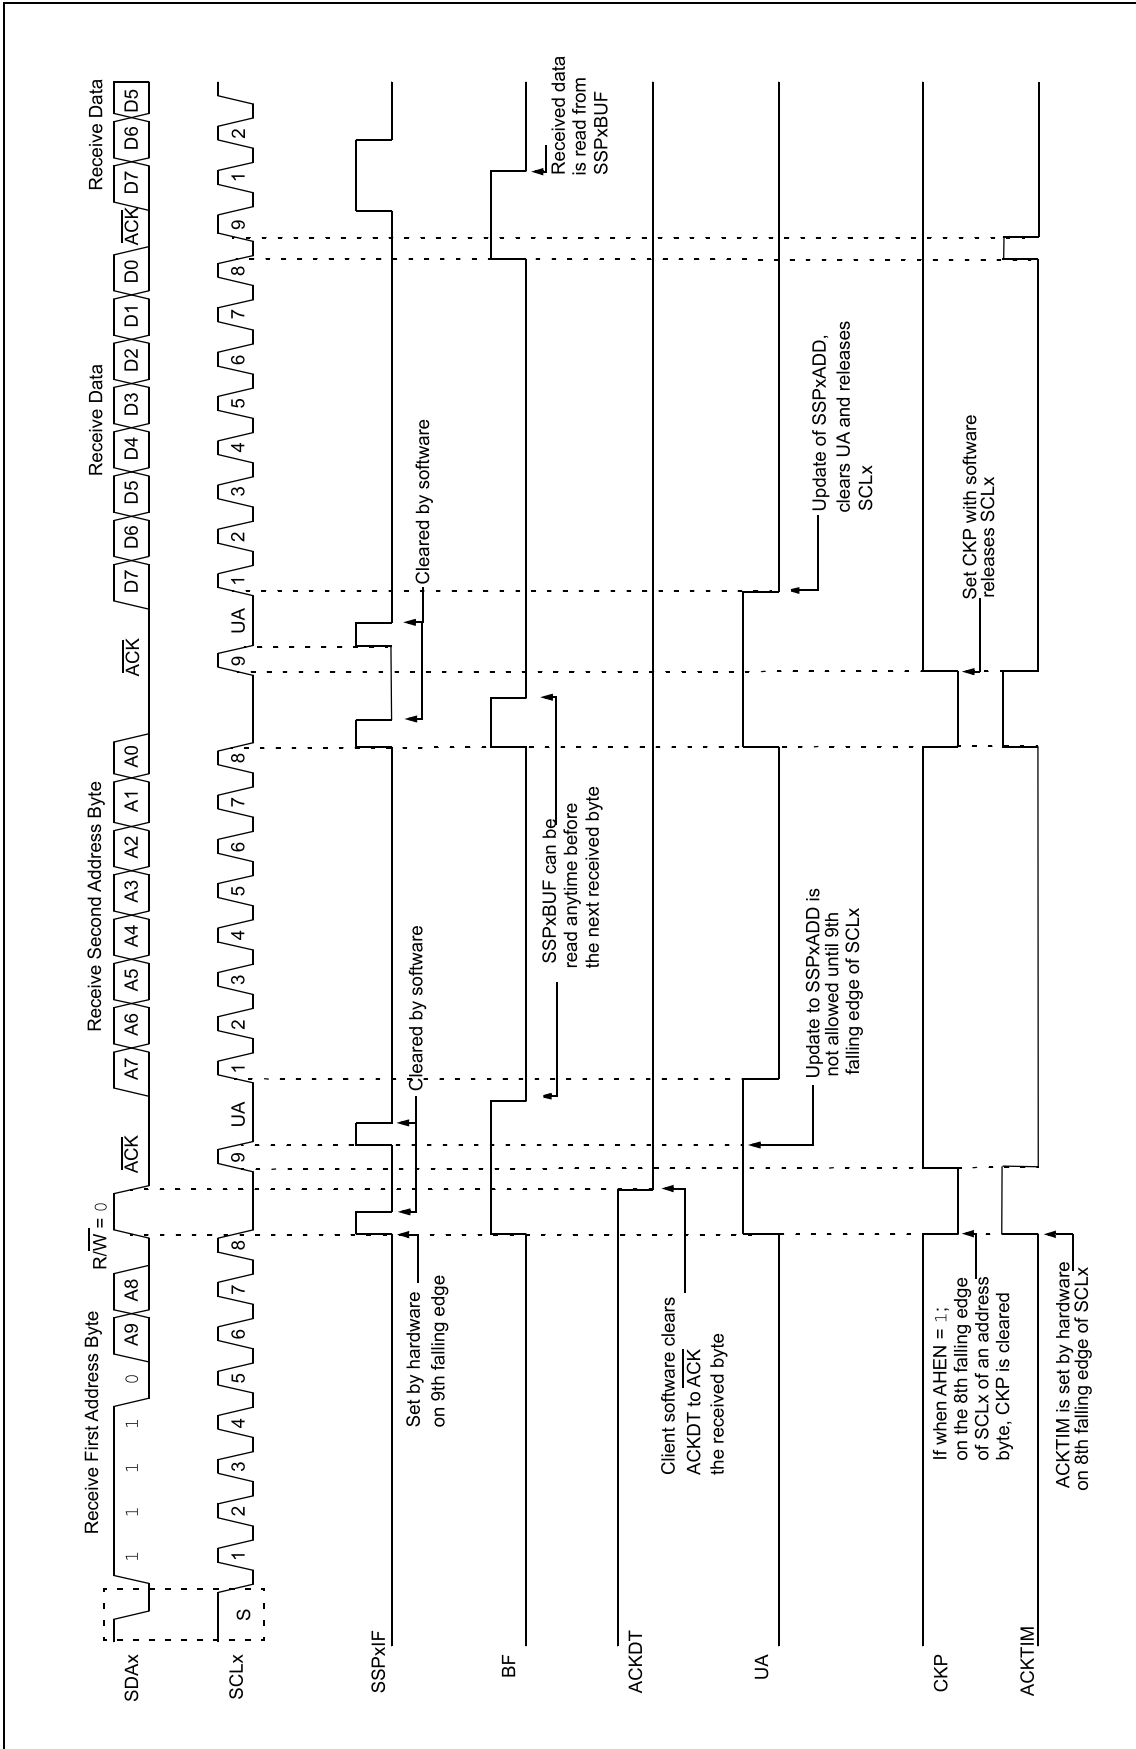 Receive First Address Byte
R/W = 0
Receive Second Address Byte
Receive Data
Receive Data
SDAx
1 1 1 1 0 A9 A8
ACK
A7 A6 A5 A4 A3 A2 A1 A0
ACK
D7 D6 D5 D4 D3 D2 D1 D0
ACK
D7 D6 D5
SCLx
S 1 2 3 4 5 6 7 8 9 UA 1 2 3 4 5 6 7 8 9 UA 1 2 3 4 5 6 7 8 9 1 2
SSPxIF
Set by hardware
on 9th falling edge
Cleared by software
Cleared by software
BF
SSPxBUF can be
read anytime before
the next received byte
Received data
is read from
SSPxBUF
ACKDT
Client software clears
ACKDT to ACK
the received byte
UA
Update to SSPxADD is
not allowed until 9th
falling edge of SCLx
Update of SSPxADD,
clears UA and releases
SCLx
CKP
If when AHEN = 1;
on the 8th falling edge
of SCLx of an address
byte, CKP is cleared
Set CKP with software
releases SCLx
ACKTIM
ACKTIM is set by hardware
on 8th falling edge of SCLx